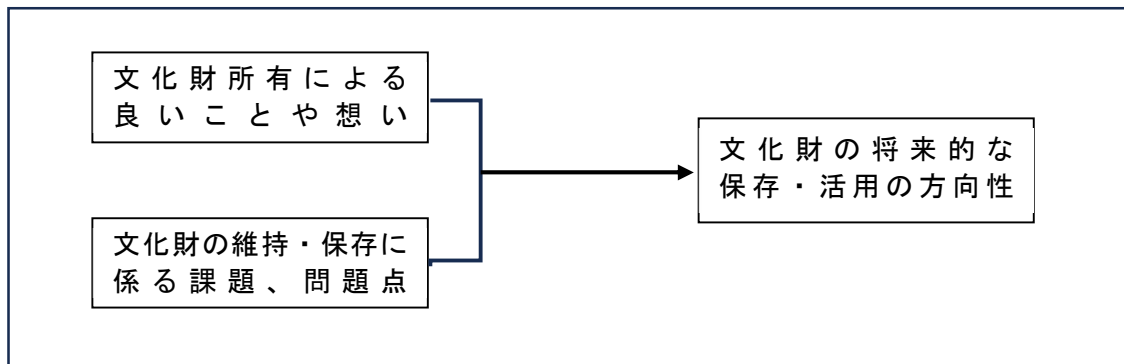 文化財所有による
良いことや想い
文化財の維持・保存に
係る課題、問題点
文化財の将来的な
保存・活用の方向性